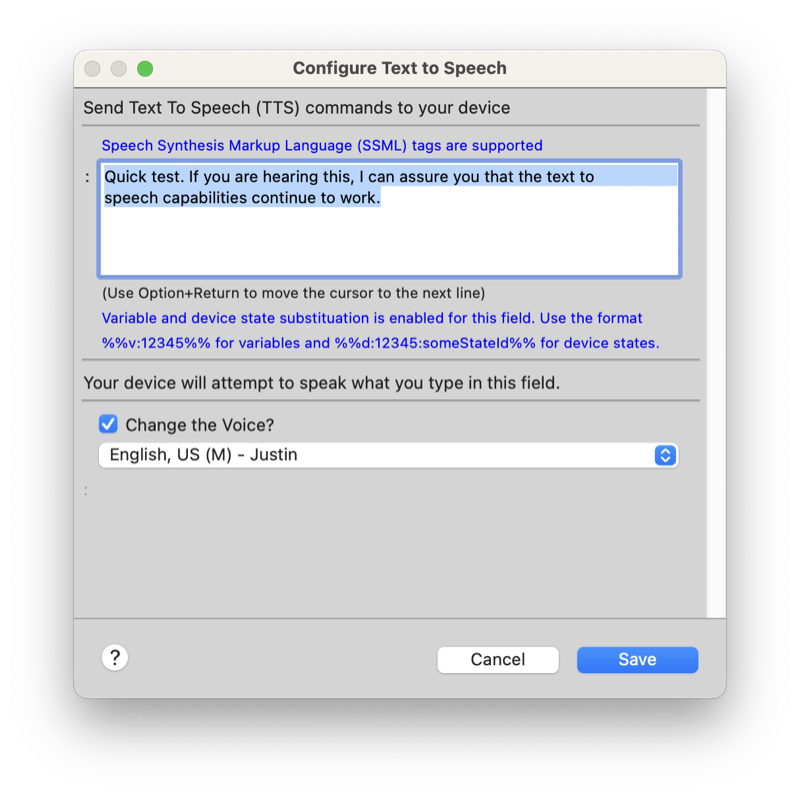 Configure Text to Speech
Send Text To Speech (TTS) commands to your device
Speech Synthesis Markup Language (SSML) tags are supported
: Quick test. If you are hearing this, I can assure you that the text to
speech capabilities continue to work.
(Use Option+Return to move the cursor to the next line)
Variable and device state substituation is enabled for this field. Use the format
%%v:12345%% for variables and %%d:12345:someStateId%% for device states.
Your device will attempt to speak what you type in this field.
Change the Voice?
English, US (M) - Justin
:
?
Cancel
Save